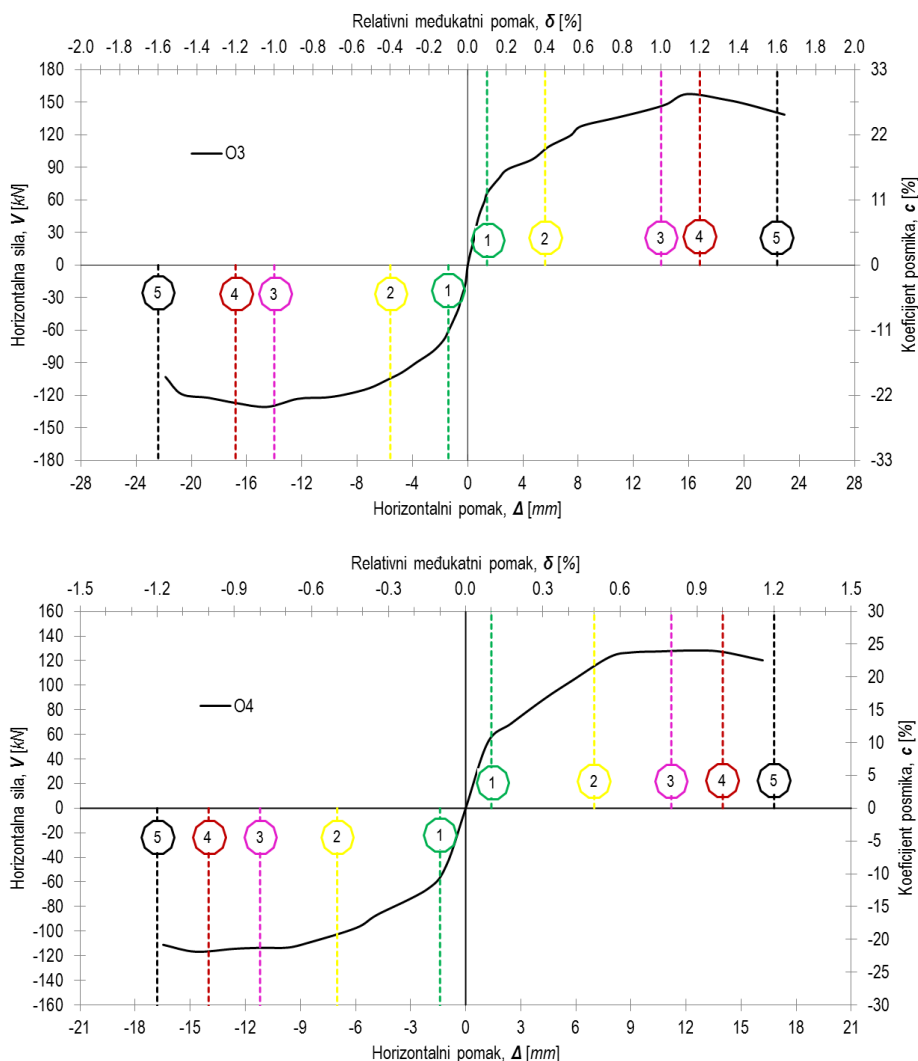 Relativni međukatni pomak, δ [%]
-2.0 -1.8 -1.6 -1.4 -1.2 -1.0 -0.8 -0.6 -0.4 -0.2 0.0 0.2 0.4 0.6 0.8 1.0 1.2 1.4 1.6 1.8 2.0
Horizontalna sila, V [kN]
180
150
120
90
60
30
0
-30
-60
-90
-120
-150
-180
O3
1 2 3 4 5
5 4 3 2 1
33
22
11
0
-11
-22
-33
Koeficijent posmika, c [%]
-28 -24 -20 -16 -12 -8 -4 0 4 8 12 16 20 24 28
Horizontalni pomak, Δ [mm]
Relativni međukatni pomak, δ [%]
-1.5 -1.2 -0.9 -0.6 -0.3 0.0 0.3 0.6 0.9 1.2 1.5
Horizontalna sila, V [kN]
160
140
120
100
80
60
40
20
0
-20
-40
-60
-80
-100
-120
-140
-160
O4
1 2 3 4 5
5 4 3 2 1
30
25
20
15
10
5
0
-5
-10
-15
-20
-25
-30
Koeficijent posmika, c [%]
-21 -18 -15 -12 -9 -6 -3 0 3 6 9 12 15 18 21
Horizontalni pomak, Δ [mm]